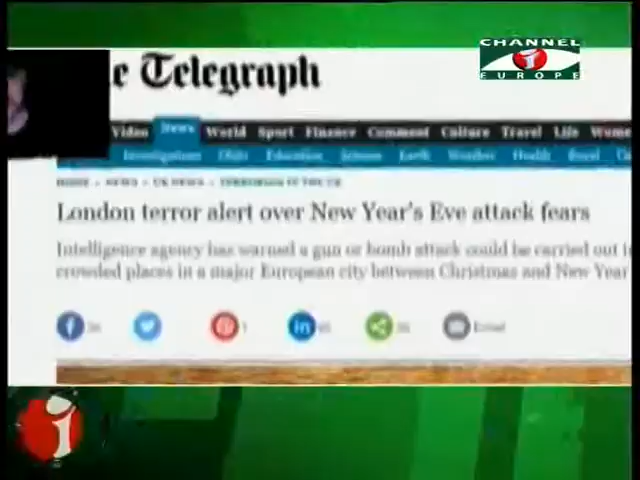 CHANNEL
i
EUROPE
e Telegraph
Video News World Sport Finance Comment Culture Travel Life Wome
Investigations Obits Education Science Earth Weather Health Royal
HOME » NEWS » UK NEWS » TERRORISM IN THE UK
London terror alert over New Year's Eve attack fears
Intelligence agency has warned a gun or bomb attack could be carried out i
crowded places in a major European city between Christmas and New Year
f in Email
i